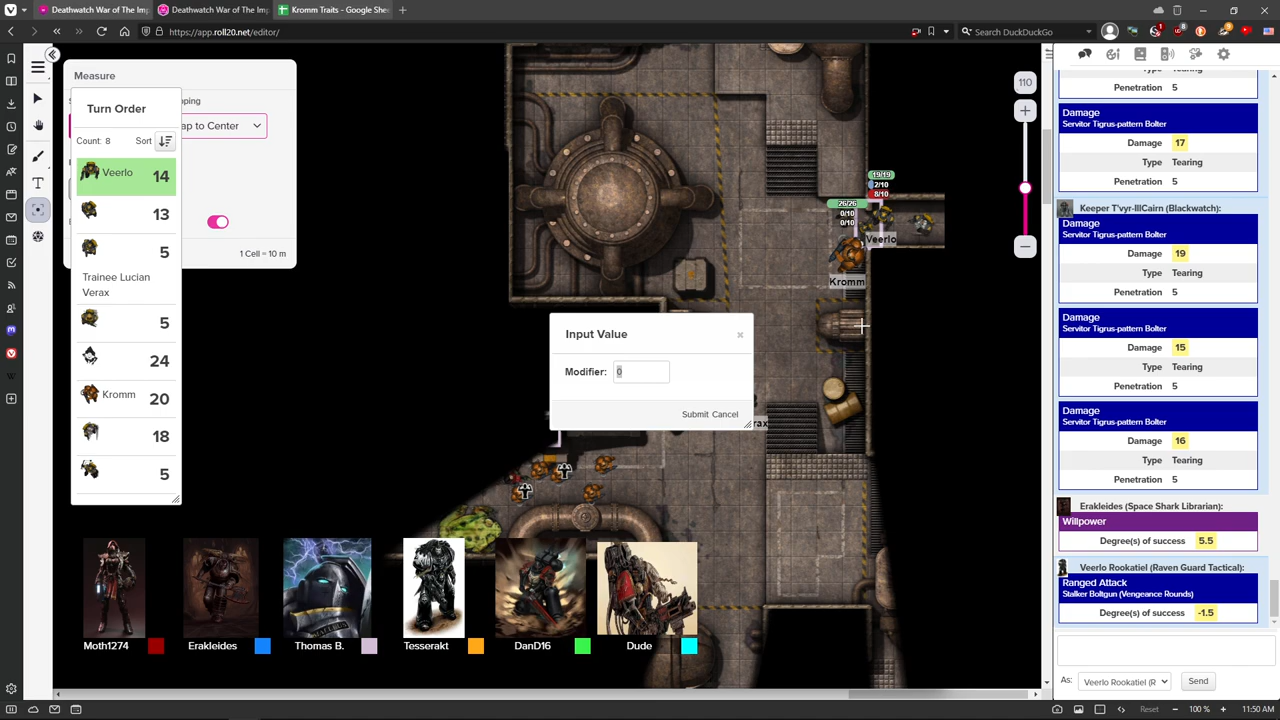 Deathwatch War of The Imp
Deathwatch War of The Imp
Kromm Traits - Google She
https://app.roll20.net/editor/
Search DuckDuckGo
Measure
ap to Center
1 Cell = 10 m
Turn Order
Count: 8
Sort
Veerlo
14
13
5
Trainee Lucian
Verax
5
24
Kromm
20
18
5
110
19/19
2/10
8/10
26/26
0/10
0/10
Veerlo
Kromm
Input Value
×
Modifier:
0
Submit
Cancel
Moth1274
Erakleides
Thomas B.
Tesserakt
DanD16
Dude
Type
Tearing
Penetration
5
Damage
Servitor Tigrus-pattern Bolter
Damage
17
Type
Tearing
Penetration
5
Keeper T'vyr-IllCairn (Blackwatch):
Damage
Servitor Tigrus-pattern Bolter
Damage
19
Type
Tearing
Penetration
5
Damage
Servitor Tigrus-pattern Bolter
Damage
15
Type
Tearing
Penetration
5
Damage
Servitor Tigrus-pattern Bolter
Damage
16
Type
Tearing
Penetration
5
Erakleides (Space Shark Librarian):
Willpower
Degree(s) of success
5.5
Veerlo Rookatiel (Raven Guard Tactical):
Ranged Attack
Stalker Boltgun (Vengeance Rounds)
Degree(s) of success
-1.5
As:
Veerlo Rookatiel (R
Send
Reset
100 %
11:50 AM